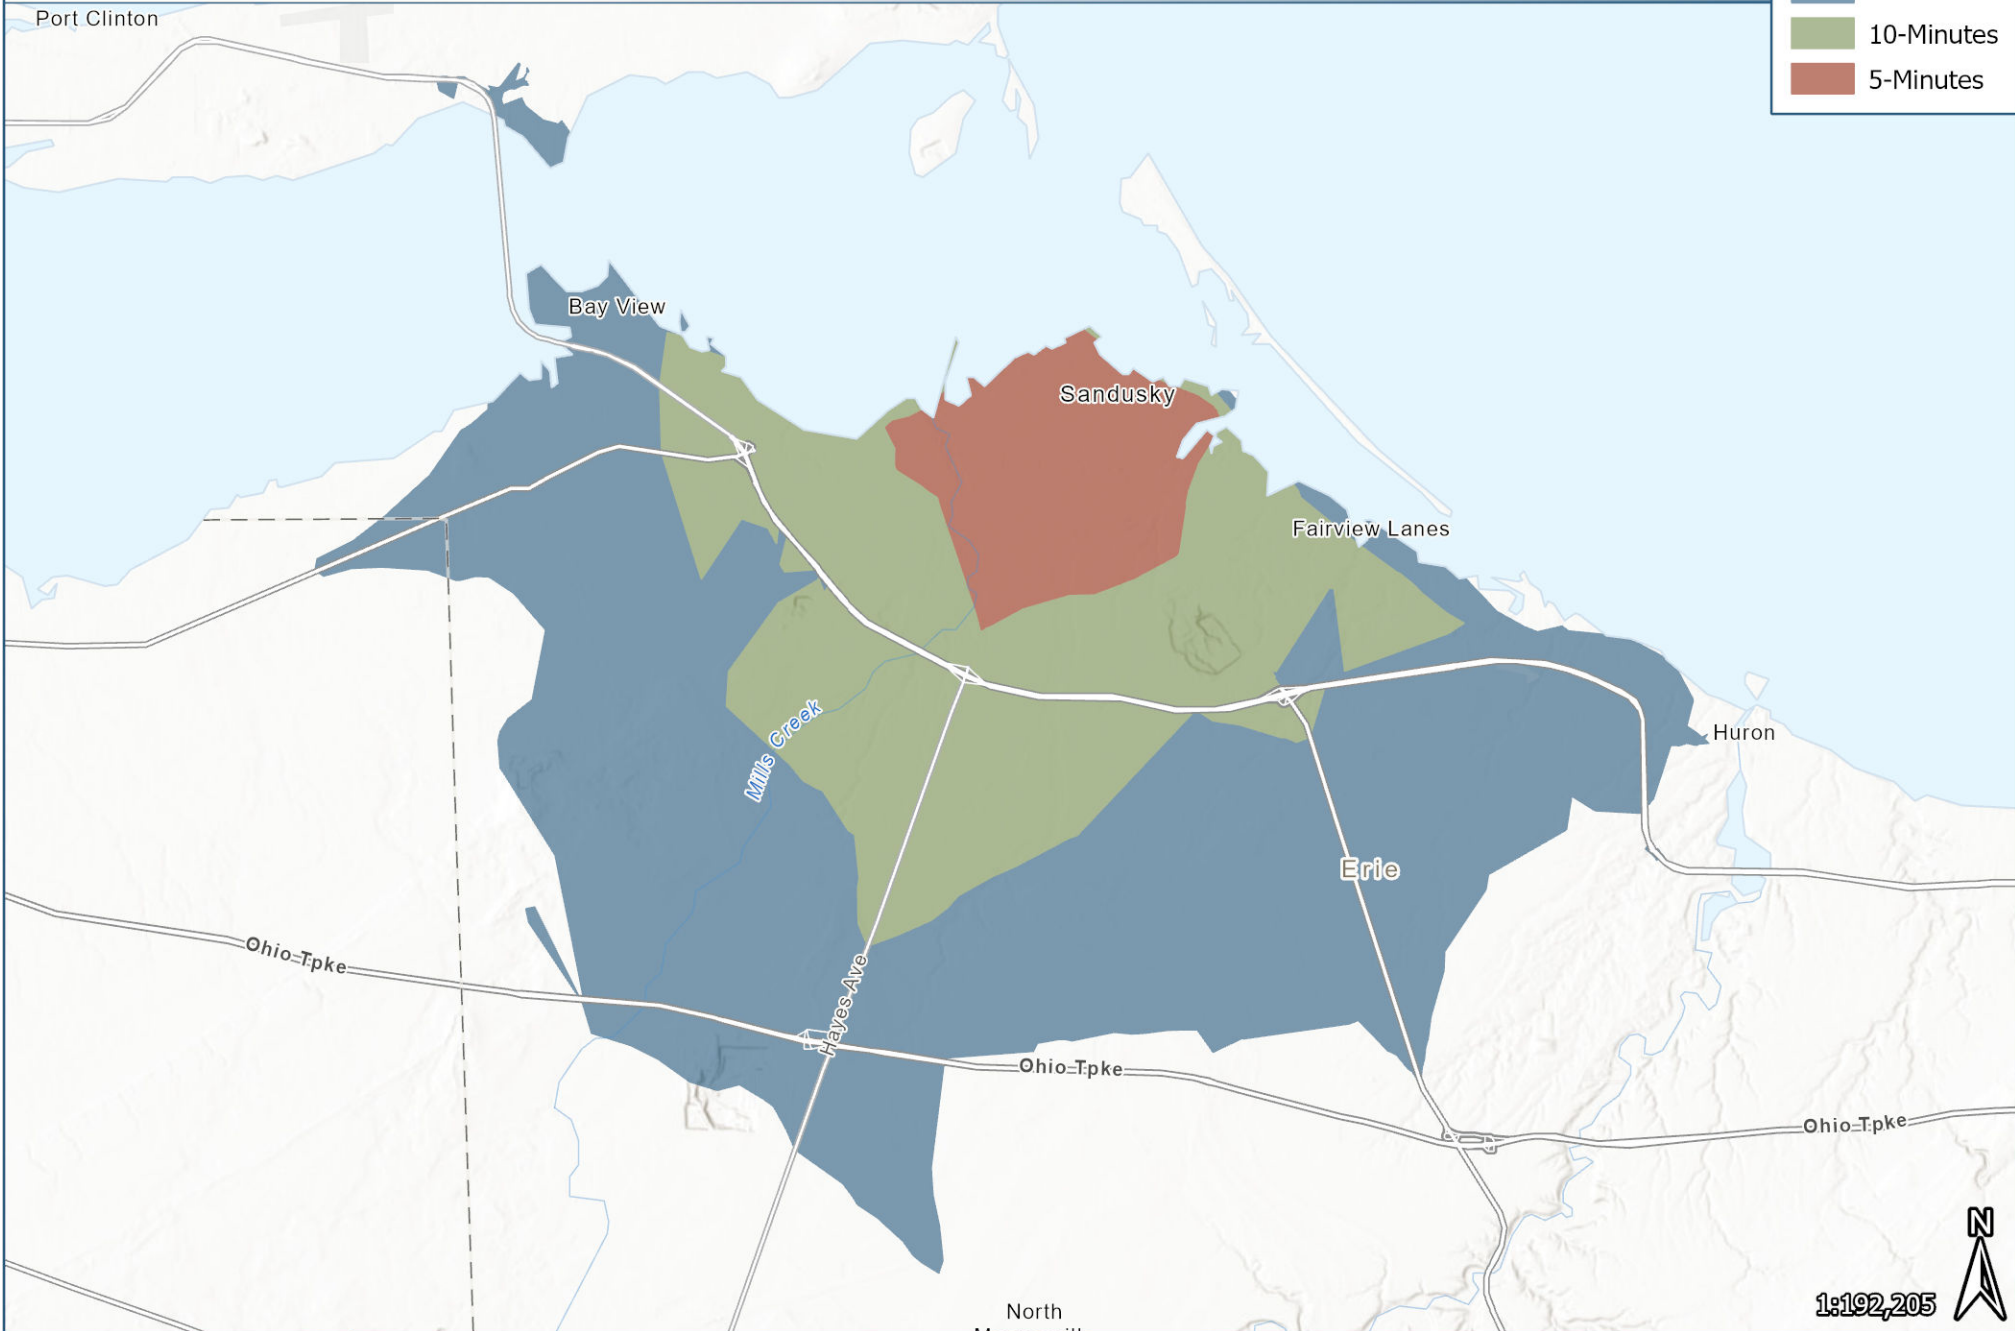 Port Clinton
10-Minutes
5-Minutes
Bay View
Sandusky
Fairview Lanes
Mills Creek
Huron
Erie
Ohio Tpke
Hayes Ave
Ohio Tpke
Ohio Tpke
N
1:192,205
North